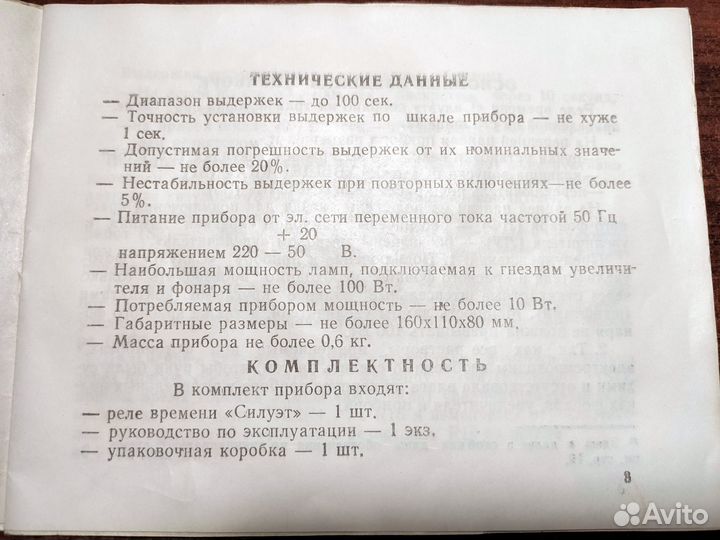 ТЕХНИЧЕСКИЕ ДАННЫЕ
— Диапазон выдержек — до 100 сек.
— Точность установки выдержек по шкале прибора — не хуже
1 сек.
— Допустимая погрешность выдержек от их номинальных значе-
ний — не более 20%.
— Нестабильность выдержек при повторных включениях—не более
5%.
— Питание прибора от эл. сети переменного тока частотой 50 Гц
+ 20
напряжением 220 — 50 В.
— Наибольшая мощность ламп, подключаемая к гнездам увеличи-
теля и фонаря — не более 100 Вт.
— Потребляемая прибором мощность — не более 10 Вт.
— Габаритные размеры — не более 160х110х80 мм.
— Масса прибора не более 0,6 кг.
КОМПЛЕКТНОСТЬ
В комплект прибора входят:
— реле времени «Силуэт» — 1 шт.
— руководство по эксплуатации — 1 экз.
— упаковочная коробка — 1 шт.
3
Avito